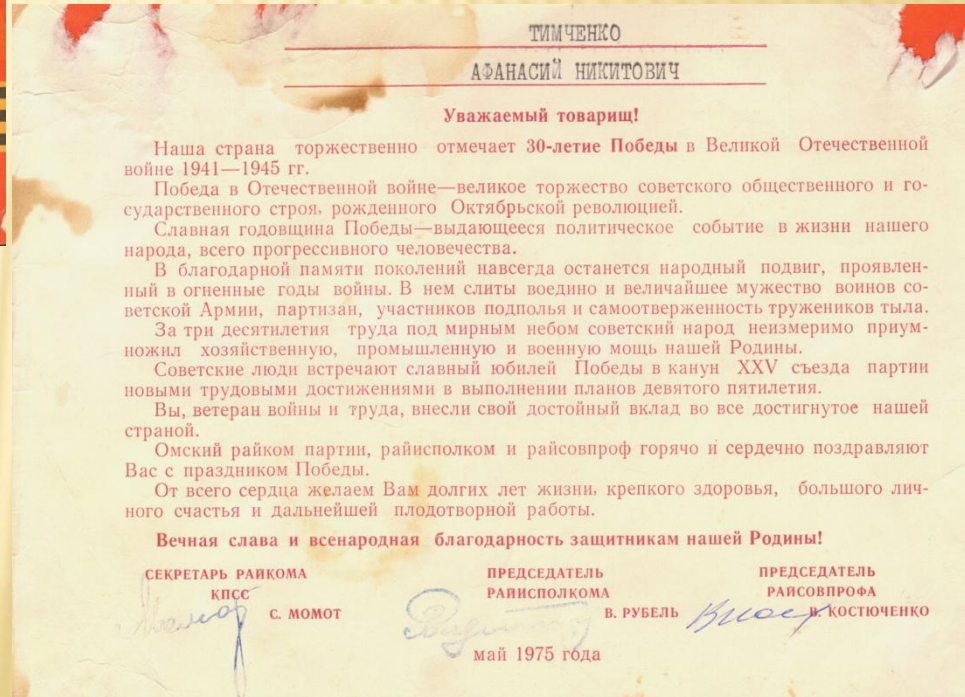 ТИМЧЕНКО
АФАНАСИЙ НИКИТОВИЧ
Уважаемый товарищ!
Наша страна торжественно отмечает 30-летие Победы в Великой Отечественной
войне 1941—1945 гг.
Победа в Отечественной войне—великое торжество советского общественного и го-
сударственного строя, рожденного Октябрьской революцией.
Славная годовщина Победы—выдающееся политическое событие в жизни нашего
народа, всего прогрессивного человечества.
В благодарной памяти поколений навсегда останется народный подвиг, проявлен-
ный в огненные годы войны. В нем слиты воедино и величайшее мужество воинов со-
ветской Армии, партизан, участников подполья и самоотверженность тружеников тыла.
За три десятилетия труда под мирным небом советский народ неизмеримо приум-
ножил хозяйственную, промышленную и военную мощь нашей Родины.
Советские люди встречают славный юбилей Победы в канун XXV съезда партии
новыми трудовыми достижениями в выполнении планов девятого пятилетия.
Вы, ветеран войны и труда, внесли свой достойный вклад во все достигнутое нашей
страной.
Омский райком партии, райисполком и райсовпроф горячо и сердечно поздравляют
Вас с праздником Победы.
От всего сердца желаем Вам долгих лет жизни, крепкого здоровья, большого лич-
ного счастья и дальнейшей плодотворной работы.
Вечная слава и всенародная благодарность защитникам нашей Родины!
СЕКРЕТАРЬ РАЙКОМА
КПСС
С. МОМОТ
ПРЕДСЕДАТЕЛЬ
РАЙИСПОЛКОМА
В. РУБЕЛЬ
ПРЕДСЕДАТЕЛЬ
РАЙСОВПРОФА
В. КОСТЮЧЕНКО
май 1975 года